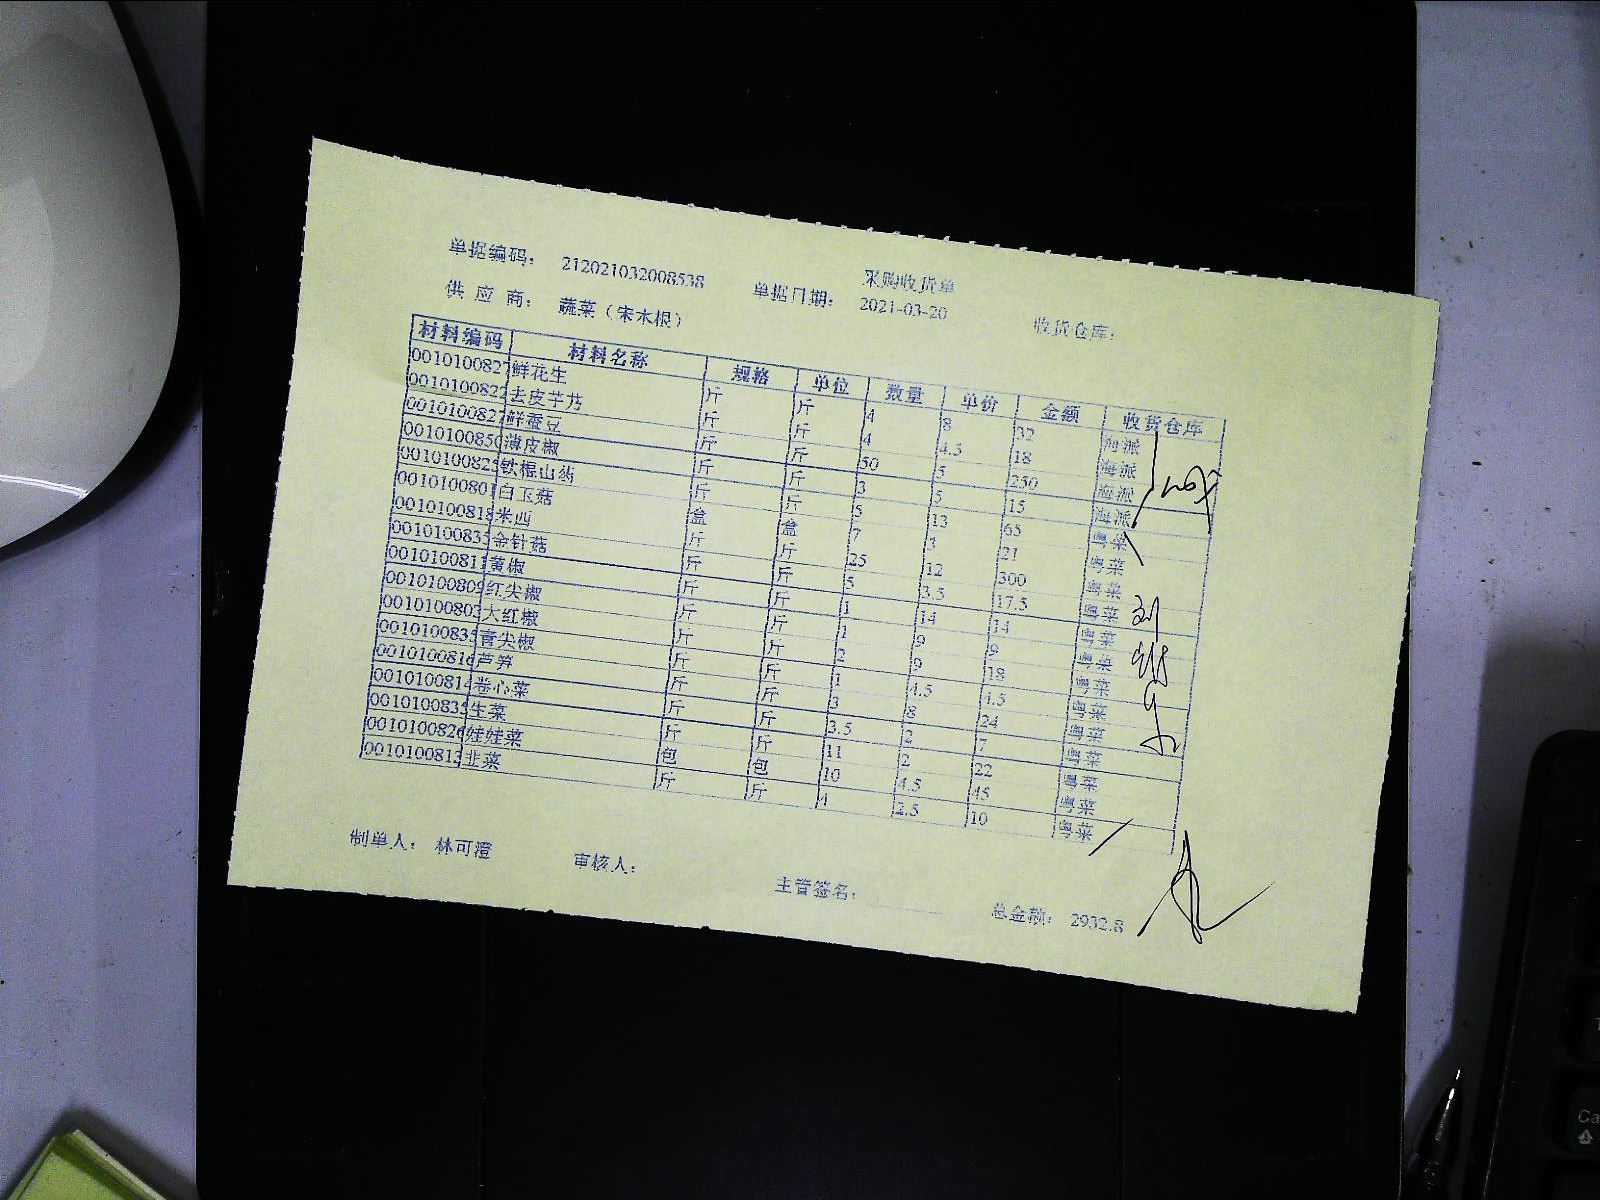 采购收货单
单据编码: 212021032008538 单据日期: 2021-03-20 收货仓库:
供 应 商: 蔬菜（宋木根）
材料编码 材料名称 规格 单位 数量 单价 金额 收货仓库
0010100827 鲜花生 斤 斤 4 8 32 海派
0010100822 去皮芋艿 斤 斤 4 4.5 18 海派
0010100827 鲜蚕豆 斤 斤 50 5 250 海派
0010100850 薄皮椒 斤 斤 3 5 15 海派
0010100825 铁棍山药 斤 斤 5 13 65 粤菜
0010100801 白玉菇 盒 盒 7 3 21 粤菜
0010100818 米西 斤 斤 25 12 300 粤菜
0010100835 金针菇 斤 斤 5 3.5 17.5 粤菜
0010100811 黄椒 斤 斤 1 14 14 粤菜
0010100809 红尖椒 斤 斤 1 9 9 粤菜
0010100803 大红椒 斤 斤 2 9 18 粤菜
0010100835 青尖椒 斤 斤 1 4.5 4.5 粤菜
0010100816 芦笋 斤 斤 3 8 24 粤菜
0010100814 卷心菜 斤 斤 3.5 2 7 粤菜
0010100835 生菜 斤 斤 11 2 22 粤菜
0010100826 娃娃菜 包 包 10 4.5 45 粤菜
0010100813 韭菜 斤 斤 4 2.5 10 粤菜
制单人: 林可澄 审核人: 主管签名: 总金额: 2932.8